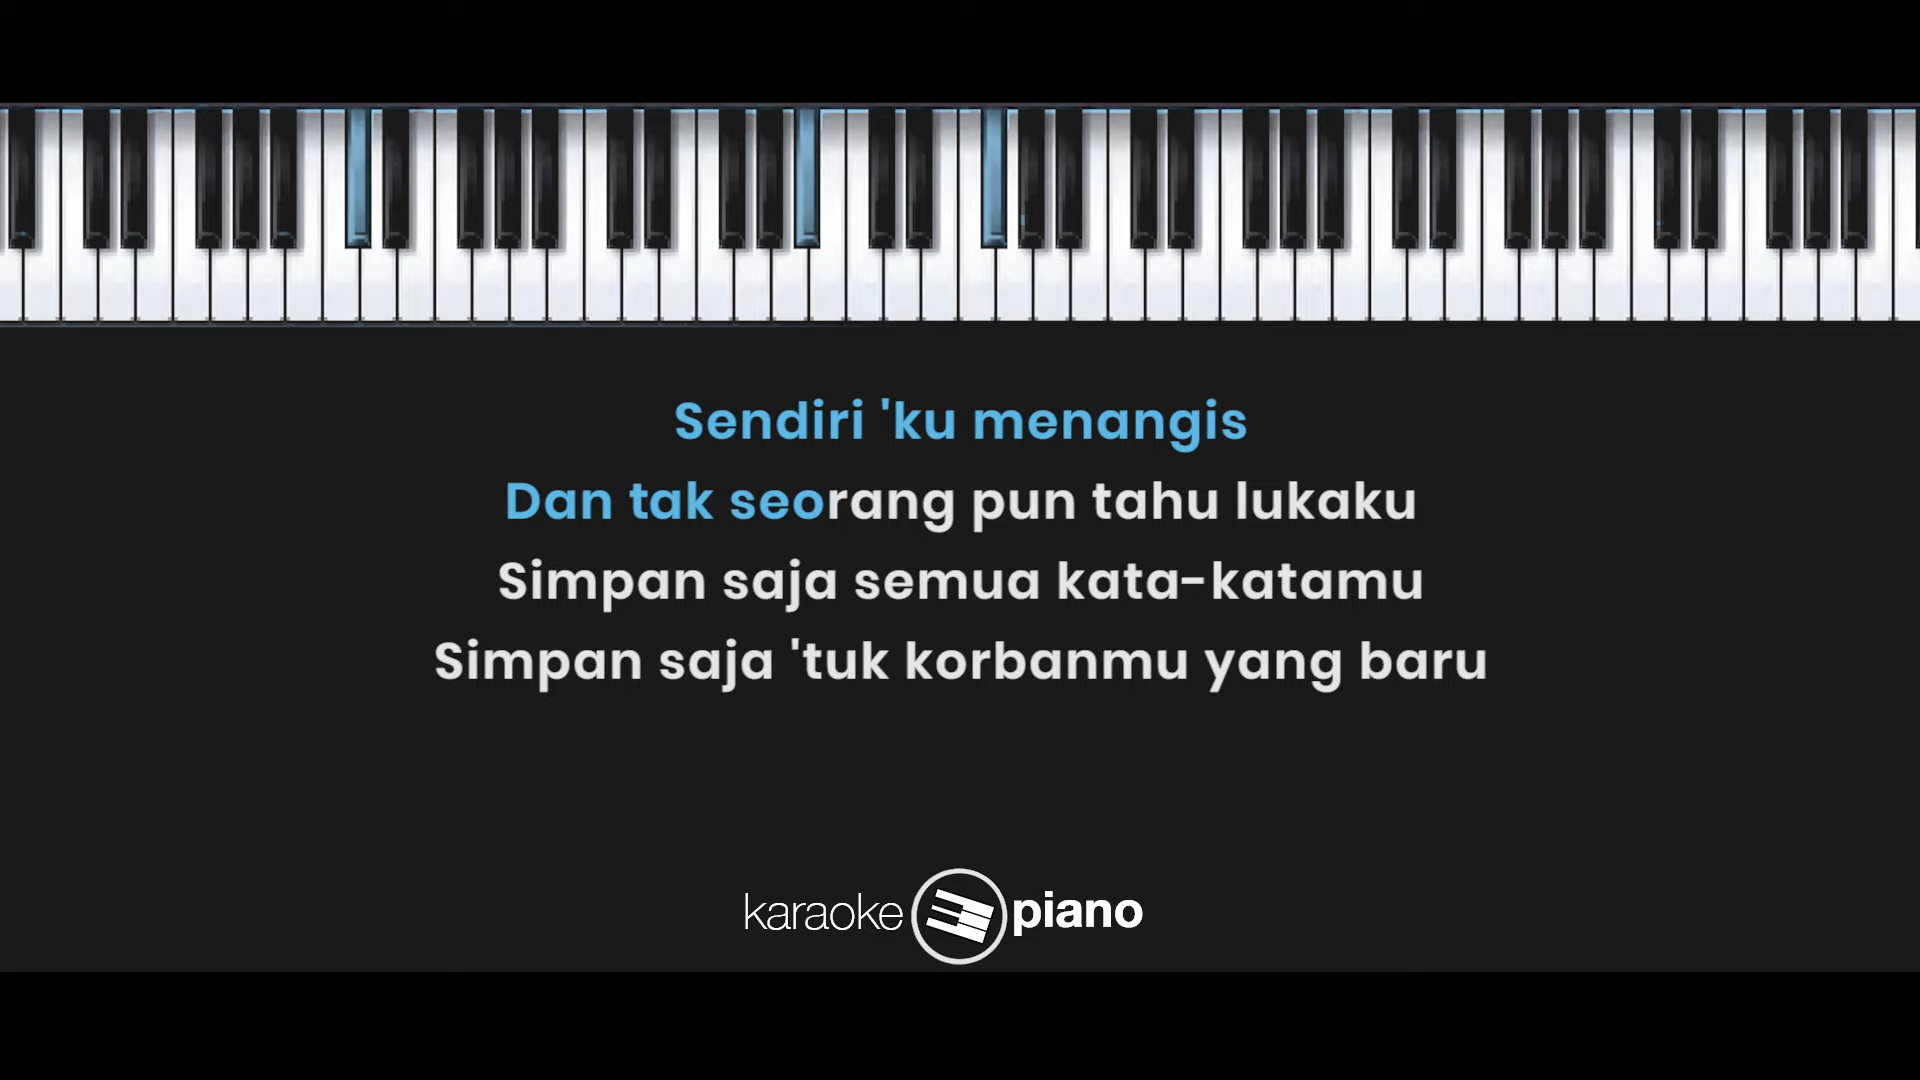 Sendiri 'ku menangis
Dan tak seorang pun tahu lukaku
Simpan saja semua kata-katamu
Simpan saja 'tuk korbanmu yang baru
karaoke piano